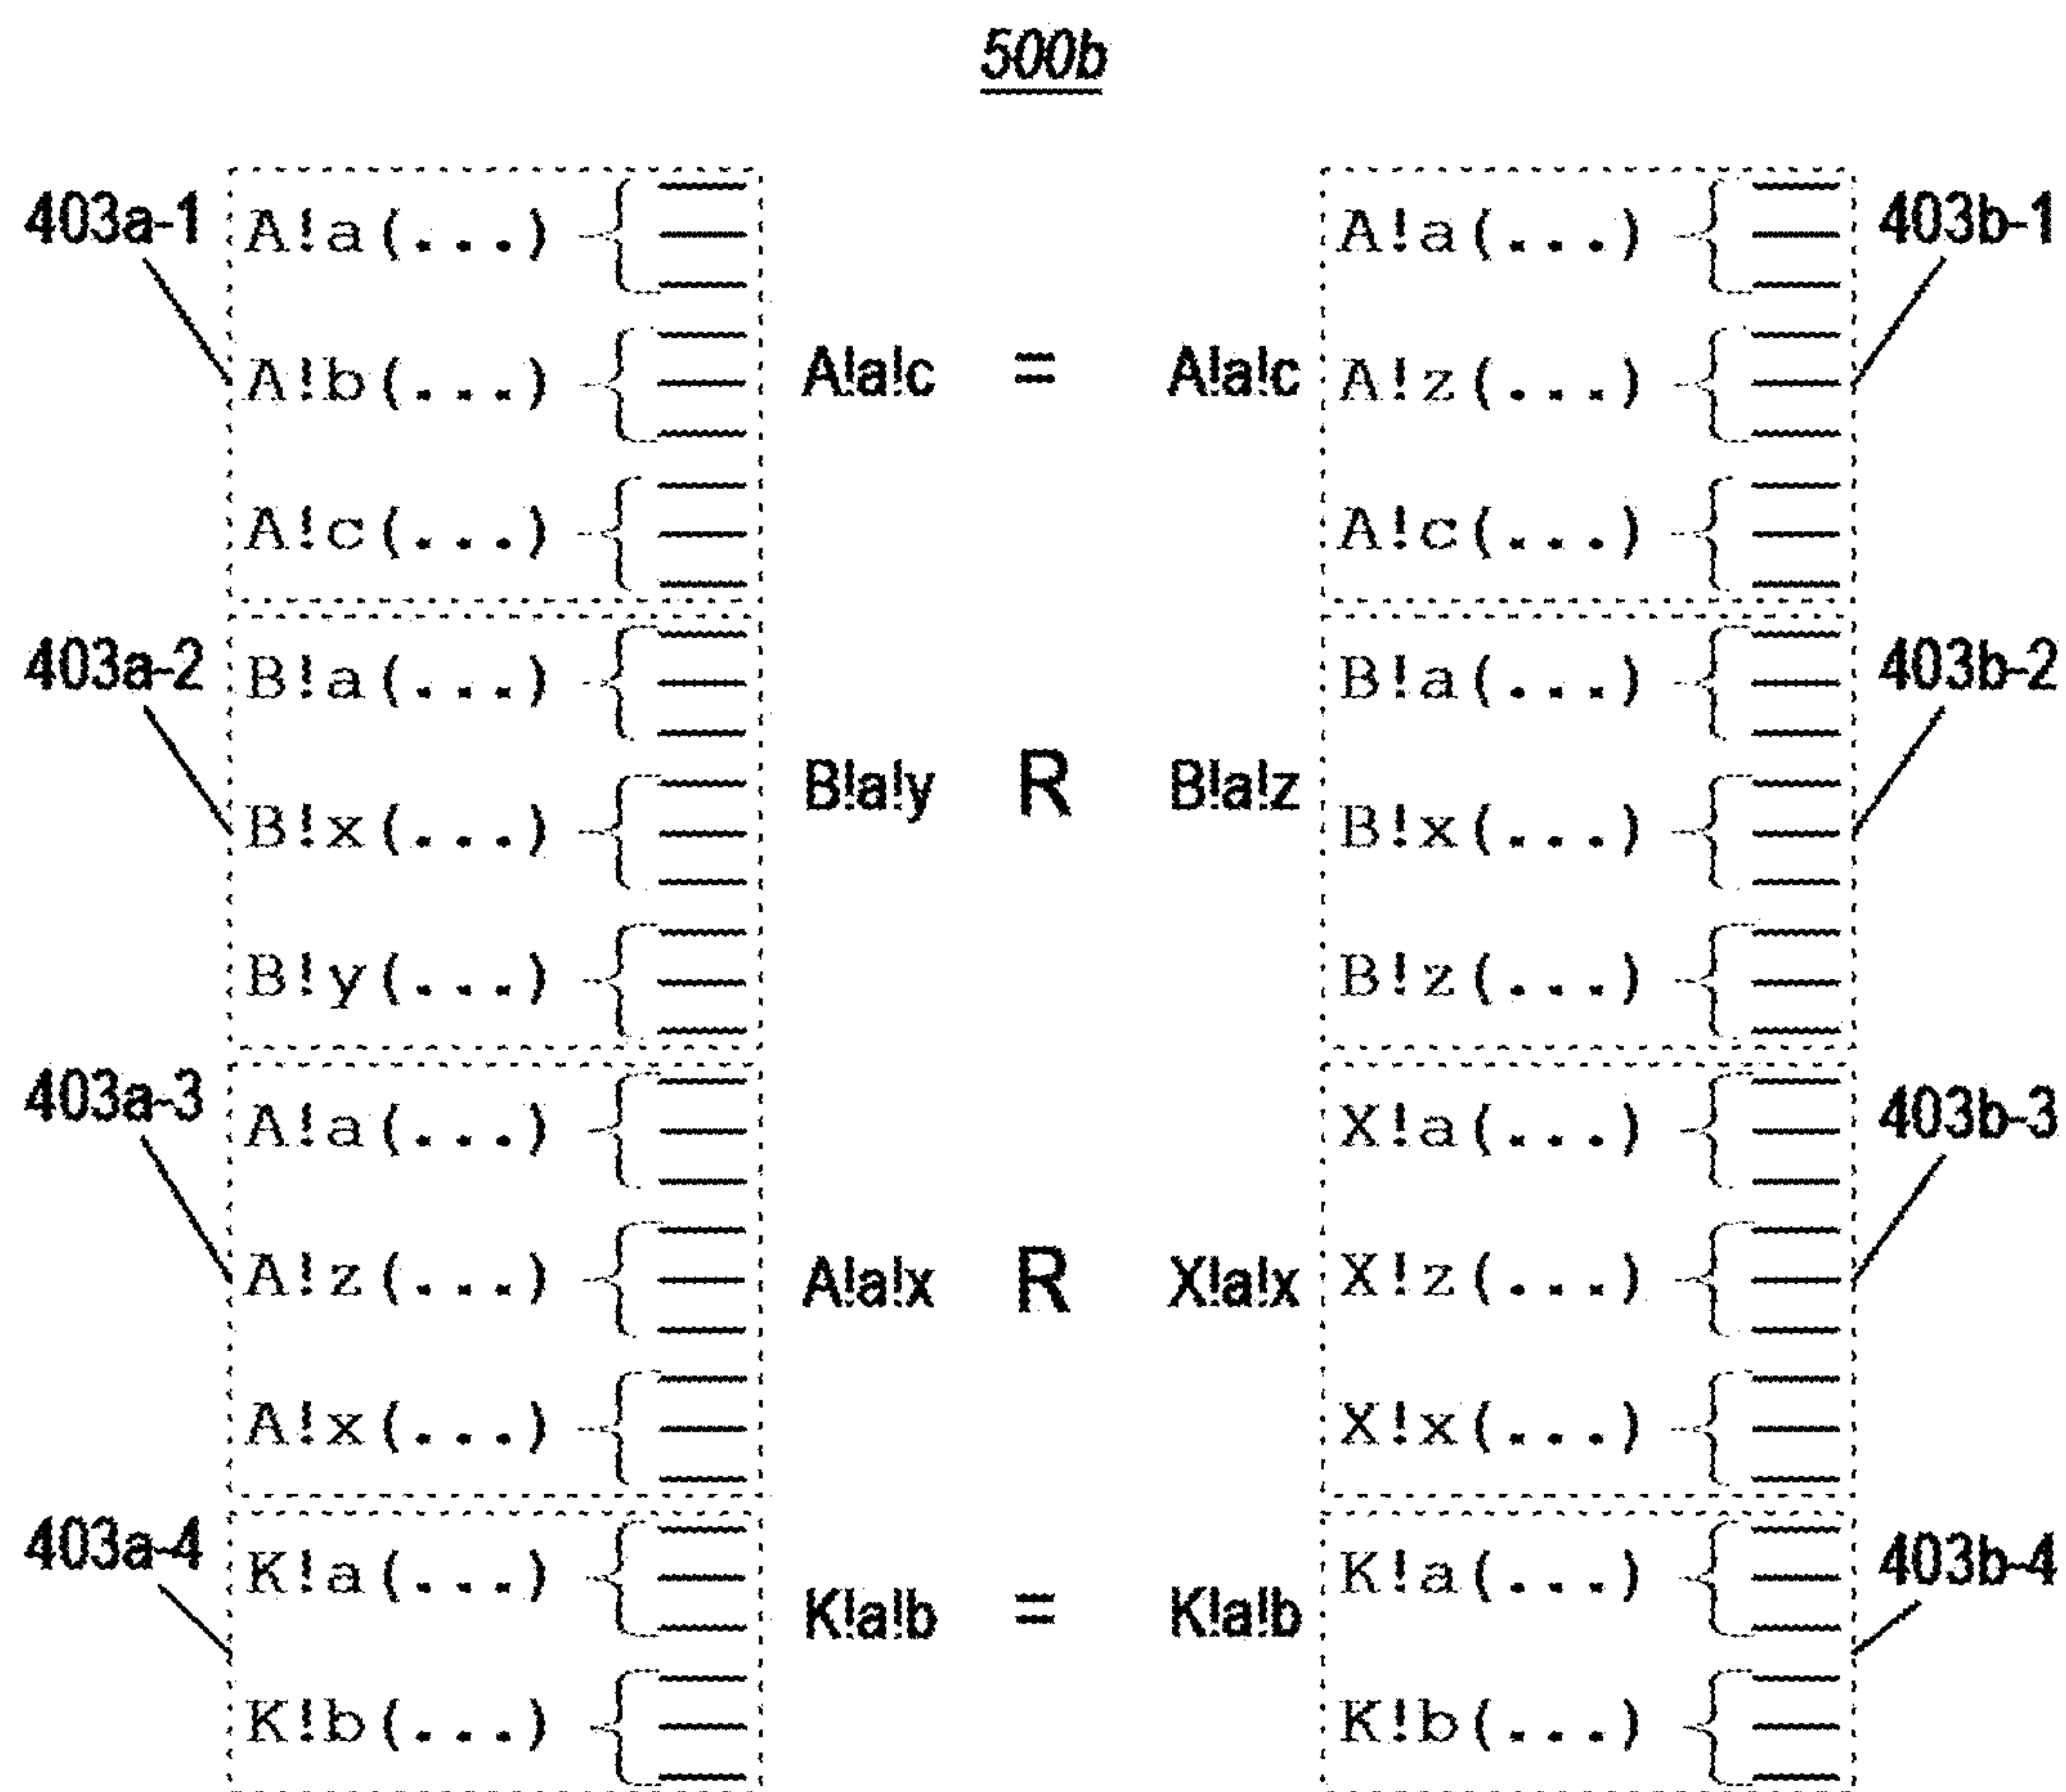 500b
403a-1 A!a(...) A!a(...) 403b-1
A!b(...) A!a!c = A!a!c A!z(...)
A!c(...) A!c(...)
403a-2 B!a(...) B!a(...) 403b-2
B!x(...) B!a!y R B!a!z B!x(...)
B!y(...) B!z(...)
403a-3 A!a(...) X!a(...) 403b-3
A!z(...) A!a!x R X!a!x X!z(...)
A!x(...) X!x(...)
403a-4 K!a(...) K!a!b = K!a!b K!a(...) 403b-4
K!b(...) K!b(...)